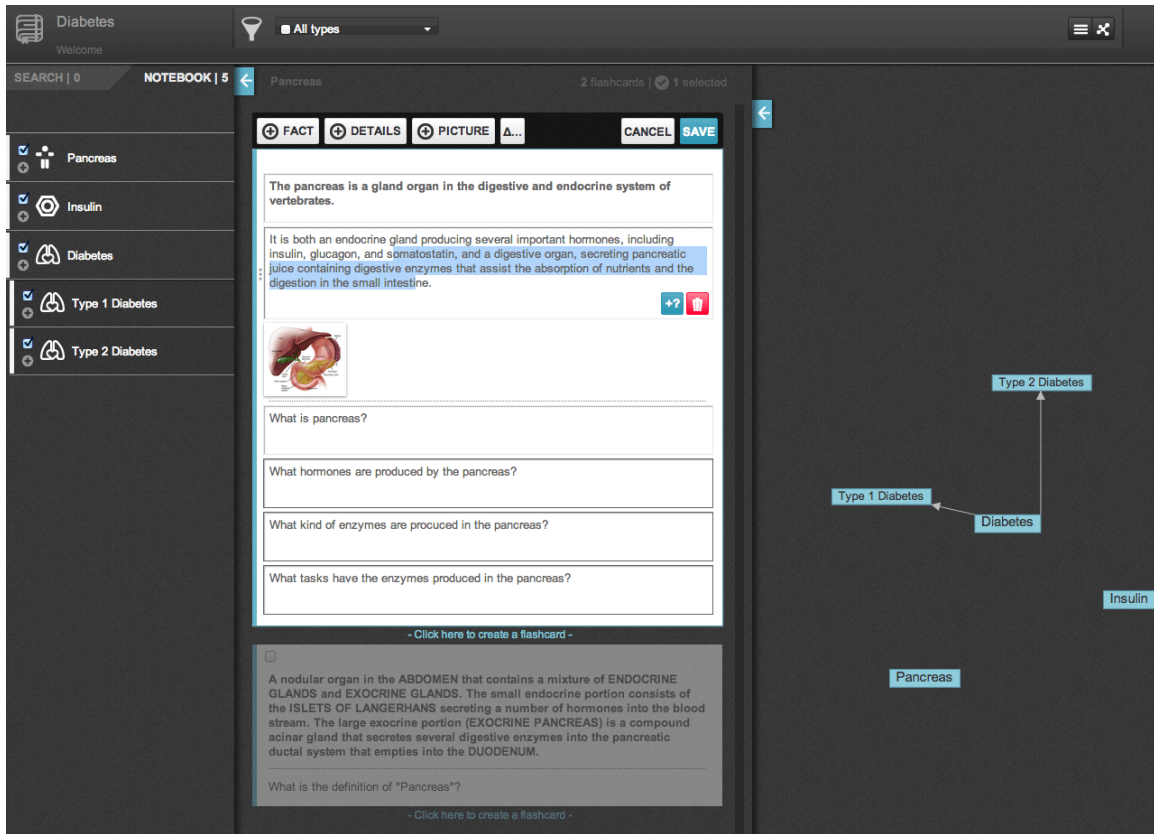 Diabetes
Welcome
All types
SEARCH | 0
NOTEBOOK | 5
Pancreas
Insulin
Diabetes
Type 1 Diabetes
Type 2 Diabetes
Pancreas
2 flashcards | 1 selected
FACT
DETAILS
PICTURE
Δ...
CANCEL
SAVE
The pancreas is a gland organ in the digestive and endocrine system of
vertebrates.
It is both an endocrine gland producing several important hormones, including
insulin, glucagon, and somatostatin, and a digestive organ, secreting pancreatic
juice containing digestive enzymes that assist the absorption of nutrients and the
digestion in the small intestine.
+?
What is pancreas?
What hormones are produced by the pancreas?
What kind of enzymes are procuced in the pancreas?
What tasks have the enzymes produced in the pancreas?
- Click here to create a flashcard -
A nodular organ in the ABDOMEN that contains a mixture of ENDOCRINE
GLANDS and EXOCRINE GLANDS. The small endocrine portion consists of
the ISLETS OF LANGERHANS secreting a number of hormones into the blood
stream. The large exocrine portion (EXOCRINE PANCREAS) is a compound
acinar gland that secretes several digestive enzymes into the pancreatic
ductal system that empties into the DUODENUM.
What is the definition of "Pancreas"?
- Click here to create a flashcard -
Type 2 Diabetes
Type 1 Diabetes
Diabetes
Insulin
Pancreas